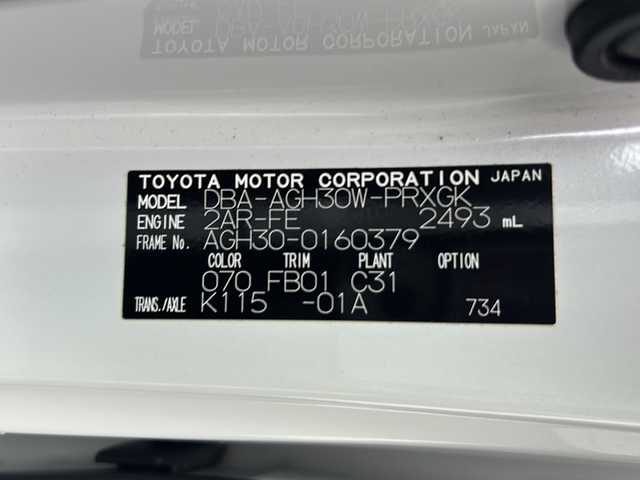 TOYOTA MOTOR CORPORATION JAPAN
MODEL DBA-AGH30W-PRXGK
ENGINE 2AR-FE 2493 mL
FRAME No. AGH30-0160379
COLOR TRIM PLANT OPTION
070 FB01 C31
TRANS./AXLE K115 -01A 734